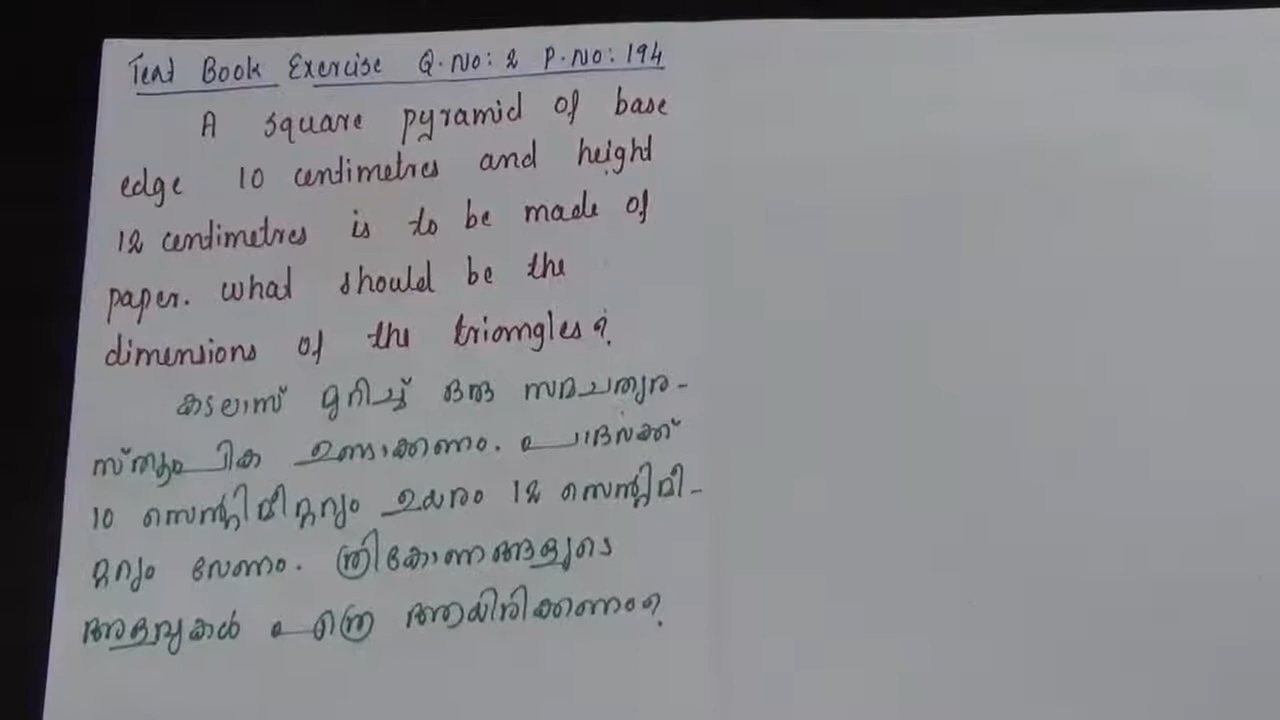 Text Book Exercise Q.No: 2 P.No: 194
A square pyramid of base
edge 10 centimetres and height
12 centimetres is to be made of
paper. What should be the
dimensions of the triangles?
കടലാസ് മുറിച്ച് ഒരു സമചതുര-
സ്തൂപിക ഉണ്ടാക്കണം. പാദവക്ക്
10 സെന്റിമീറ്ററും ഉയരം 12 സെന്റിമീ-
റ്ററും വേണം. ത്രികോണങ്ങളുടെ
അളവുകൾ എത്ര ആയിരിക്കണം?